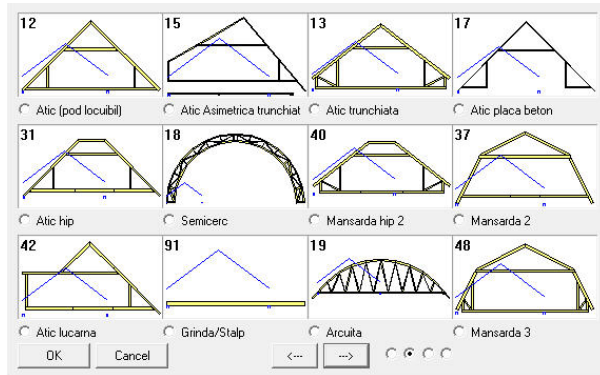 12 15 13 17
Atic (pod locuibil) Atic Asimetrica trunchiat Atic trunchiata Atic placa beton
31 18 40 37
Atic hip Semicerc Mansarda hip 2 Mansarda 2
42 91 19 48
Atic lucarna Grinda/Stalp Arcuita Mansarda 3
OK Cancel <--- --->